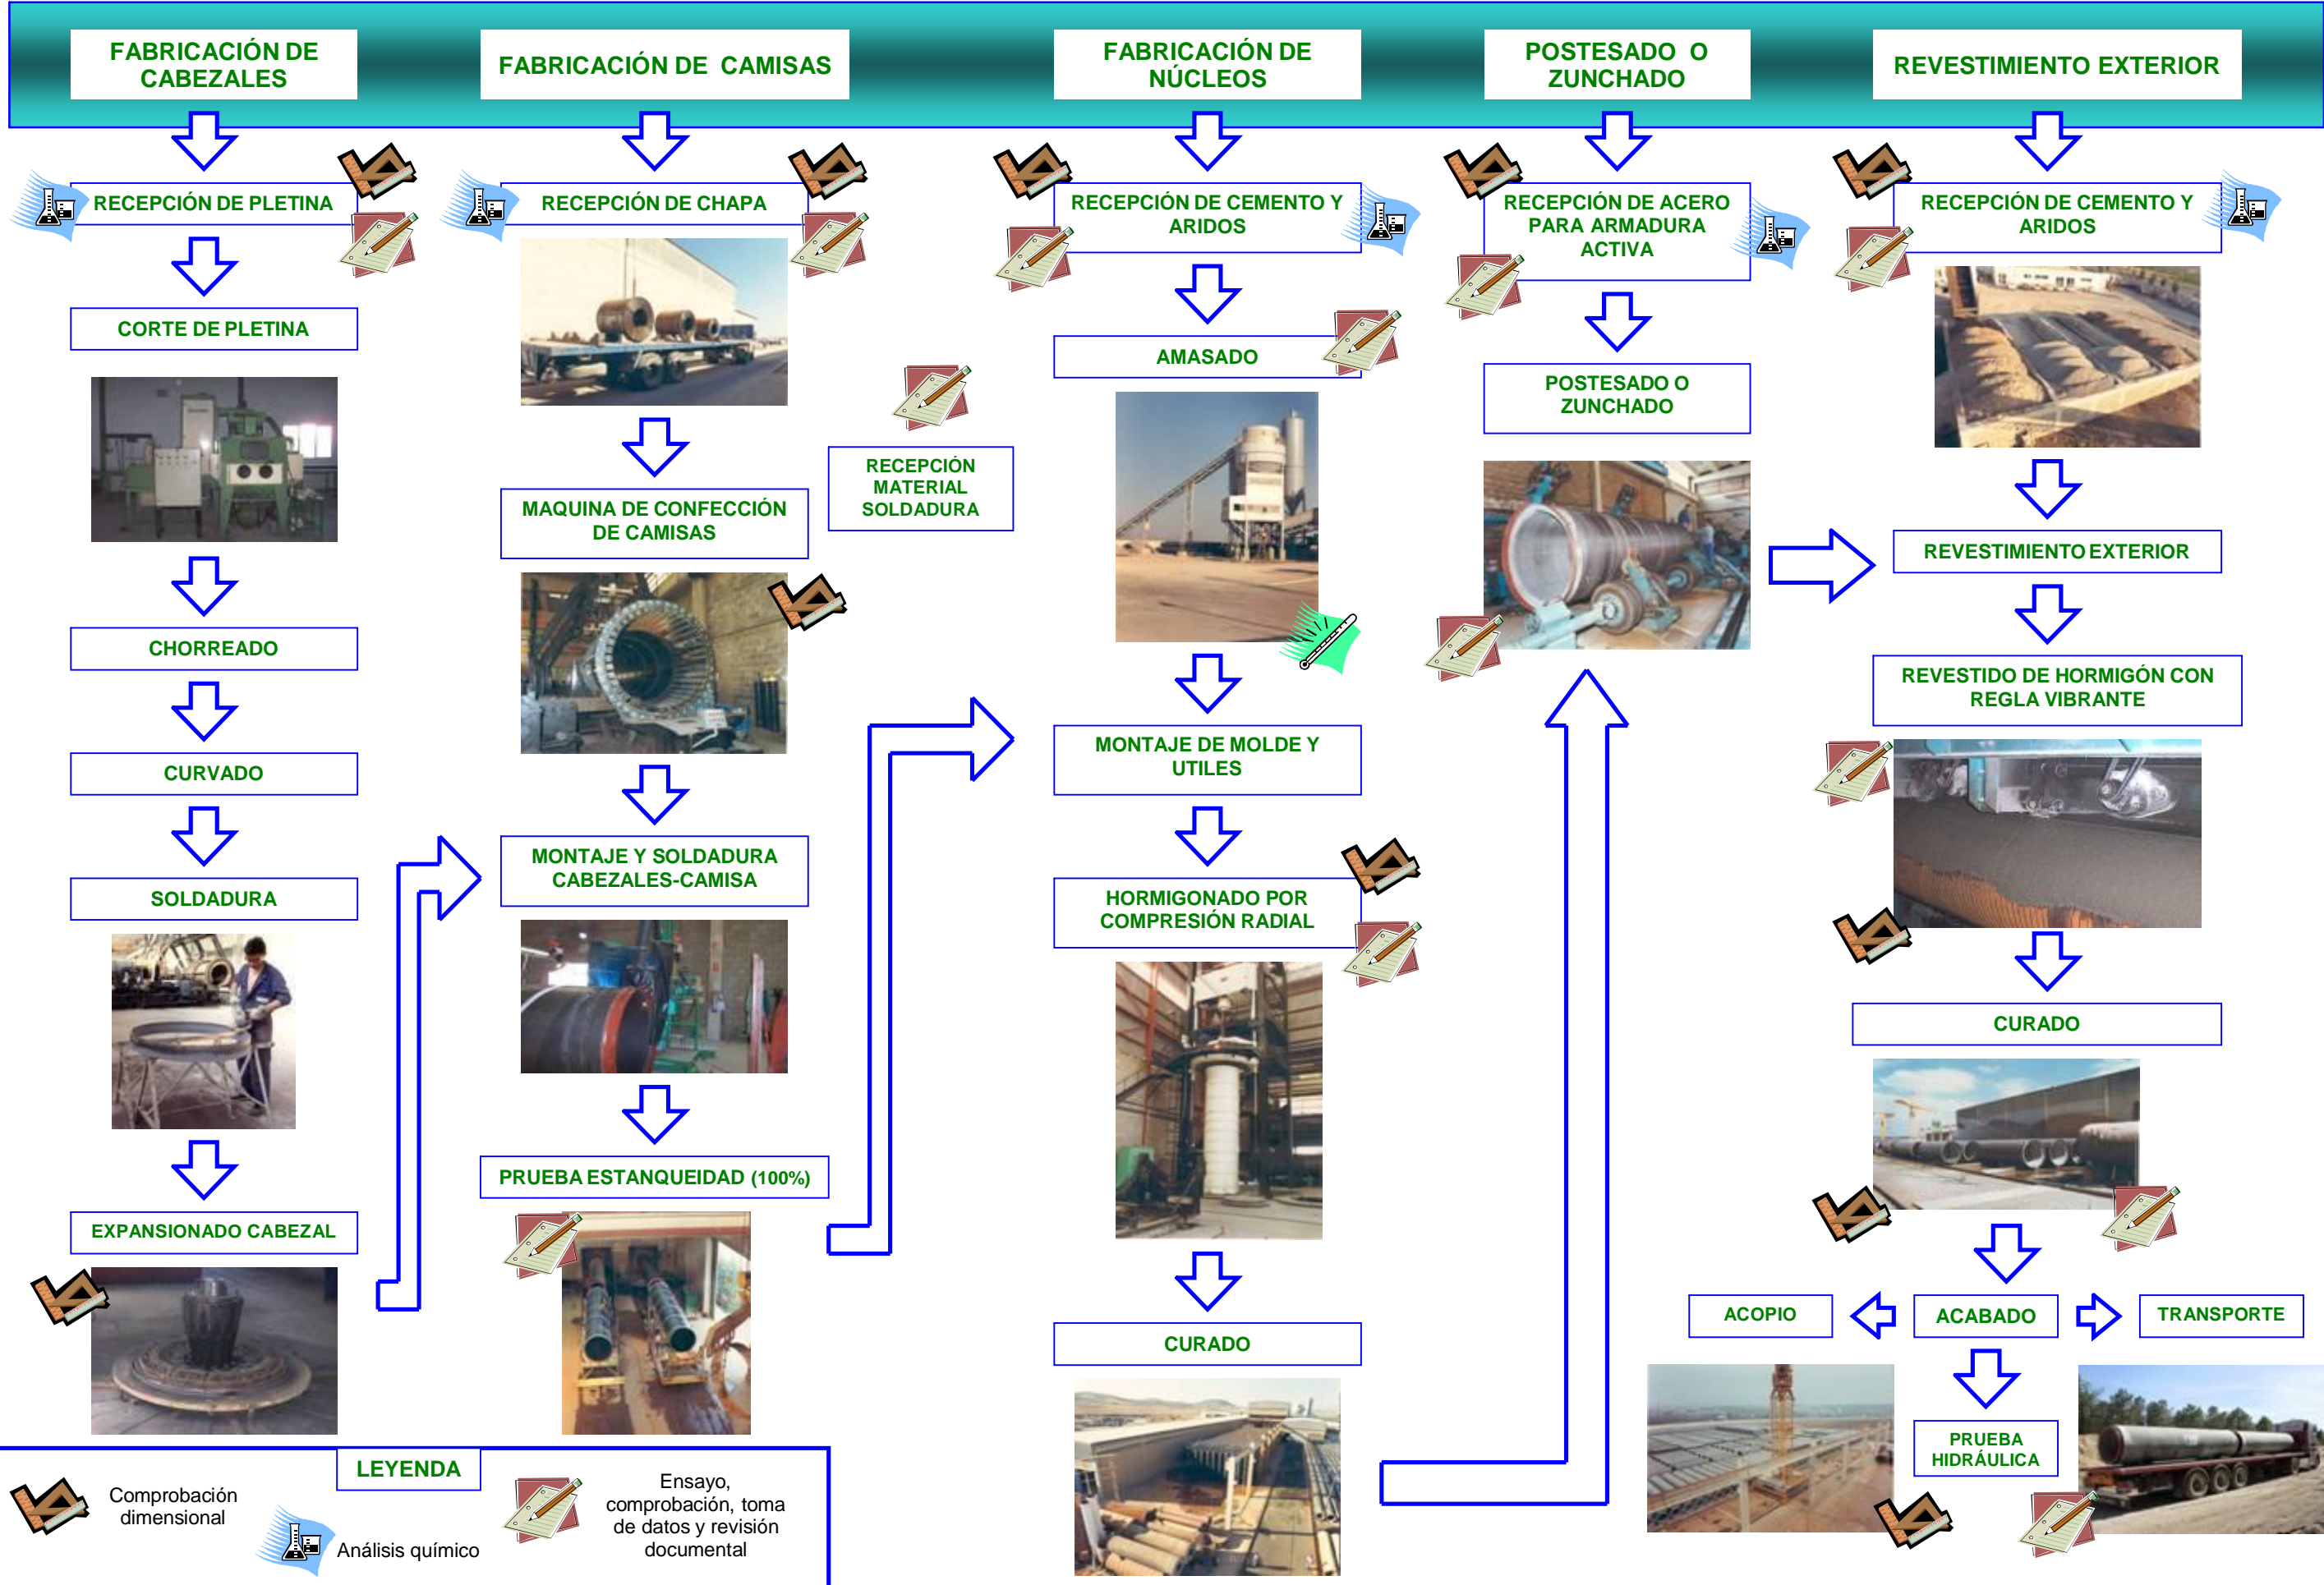 FABRICACIÓN DE
CABEZALES
FABRICACIÓN DE CAMISAS
FABRICACIÓN DE
NÚCLEOS
POSTESADO O
ZUNCHADO
REVESTIMIENTO EXTERIOR
RECEPCIÓN DE PLETINA
CORTE DE PLETINA
CHORREADO
CURVADO
SOLDADURA
EXPANSIONADO CABEZAL
RECEPCIÓN DE CHAPA
MAQUINA DE CONFECCIÓN
DE CAMISAS
RECEPCIÓN
MATERIAL
SOLDADURA
MONTAJE Y SOLDADURA
CABEZALES-CAMISA
PRUEBA ESTANQUEIDAD (100%)
RECEPCIÓN DE CEMENTO Y
ARIDOS
AMASADO
MONTAJE DE MOLDE Y
UTILES
HORMIGONADO POR
COMPRESIÓN RADIAL
CURADO
RECEPCIÓN DE ACERO
PARA ARMADURA
ACTIVA
POSTESADO O
ZUNCHADO
RECEPCIÓN DE CEMENTO Y
ARIDOS
REVESTIMIENTO EXTERIOR
REVESTIDO DE HORMIGÓN CON
REGLA VIBRANTE
CURADO
ACOPIO
ACABADO
TRANSPORTE
PRUEBA
HIDRÁULICA
LEYENDA
Comprobación
dimensional
Análisis químico
Ensayo,
comprobación, toma
de datos y revisión
documental